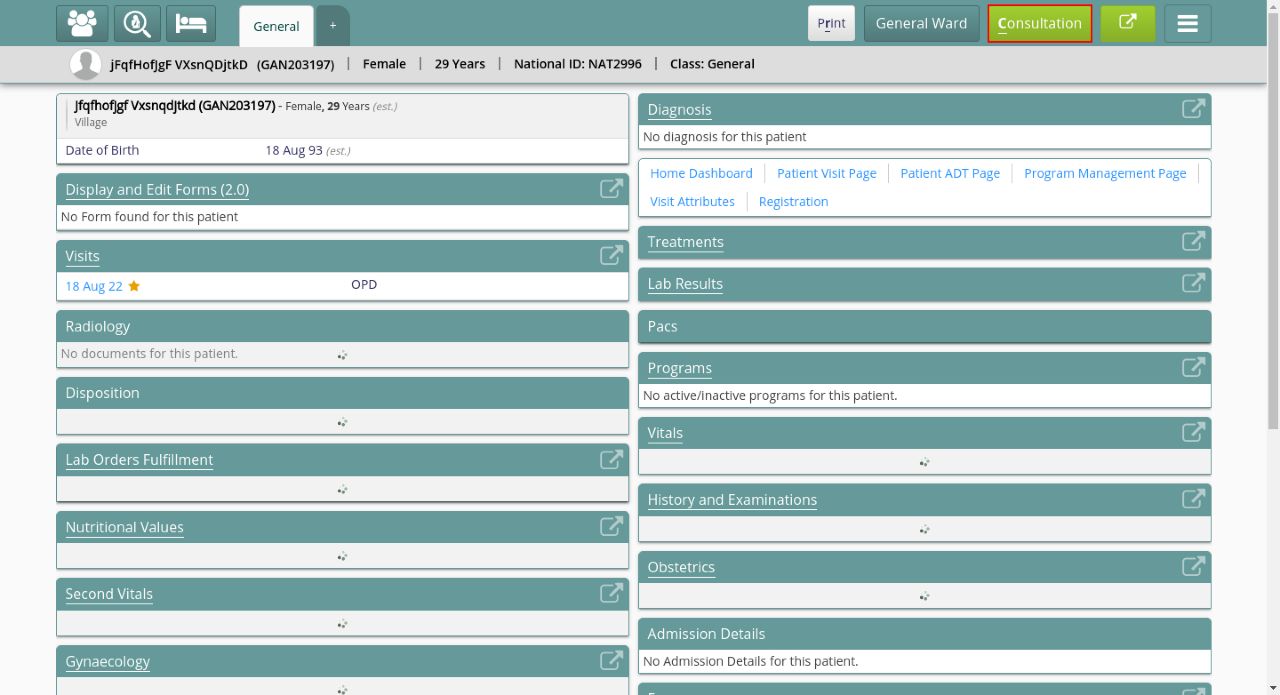 General
+
Print
General Ward
Consultation
jFqfHofJgF VXsnQDjtkD (GAN203197) | Female | 29 Years | National ID: NAT2996 | Class: General
Jfqfhofjgf Vxsnqdjtkd (GAN203197) - Female, 29 Years (est.)
Village
Date of Birth 18 Aug 93 (est.)
Display and Edit Forms (2.0)
No Form found for this patient
Visits
18 Aug 22 OPD
Radiology
No documents for this patient.
Disposition
Lab Orders Fulfillment
Nutritional Values
Second Vitals
Gynaecology
Diagnosis
No diagnosis for this patient
Home Dashboard | Patient Visit Page | Patient ADT Page | Program Management Page |
Visit Attributes | Registration
Treatments
Lab Results
Pacs
Programs
No active/inactive programs for this patient.
Vitals
History and Examinations
Obstetrics
Admission Details
No Admission Details for this patient.